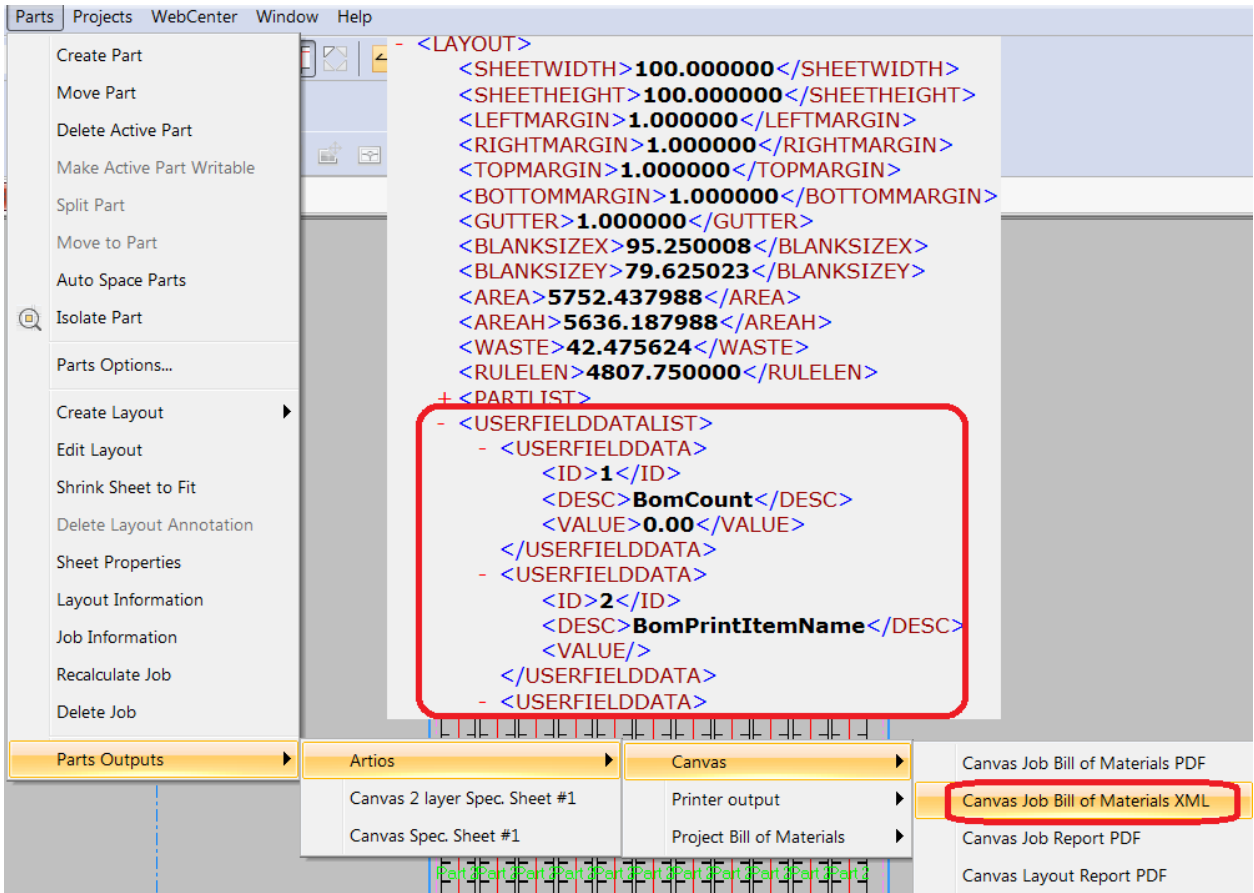 Parts Projects WebCenter Window Help
Create Part
Move Part
Delete Active Part
Make Active Part Writable
Split Part
Move to Part
Auto Space Parts
Isolate Part
Parts Options...
Create Layout
Edit Layout
Shrink Sheet to Fit
Delete Layout Annotation
Sheet Properties
Layout Information
Job Information
Recalculate Job
Delete Job
Parts Outputs
- <LAYOUT>
<SHEETWIDTH>100.000000</SHEETWIDTH>
<SHEETHEIGHT>100.000000</SHEETHEIGHT>
<LEFTMARGIN>1.000000</LEFTMARGIN>
<RIGHTMARGIN>1.000000</RIGHTMARGIN>
<TOPMARGIN>1.000000</TOPMARGIN>
<BOTTOMMARGIN>1.000000</BOTTOMMARGIN>
<GUTTER>1.000000</GUTTER>
<BLANKSIZEX>95.250008</BLANKSIZEX>
<BLANKSIZEY>79.625023</BLANKSIZEY>
<AREA>5752.437988</AREA>
<AREAH>5636.187988</AREAH>
<WASTE>42.475624</WASTE>
<RULELEN>4807.750000</RULELEN>
+ <PARTLIST>
- <USERFIELDDATALIST>
- <USERFIELDDATA>
<ID>1</ID>
<DESC>BomCount</DESC>
<VALUE>0.00</VALUE>
</USERFIELDDATA>
- <USERFIELDDATA>
<ID>2</ID>
<DESC>BomPrintItemName</DESC>
<VALUE/>
</USERFIELDDATA>
- <USERFIELDDATA>
Artios
Canvas 2 layer Spec. Sheet #1
Canvas Spec. Sheet #1
Canvas
Printer output
Project Bill of Materials
Canvas Job Bill of Materials PDF
Canvas Job Bill of Materials XML
Canvas Job Report PDF
Canvas Layout Report PDF